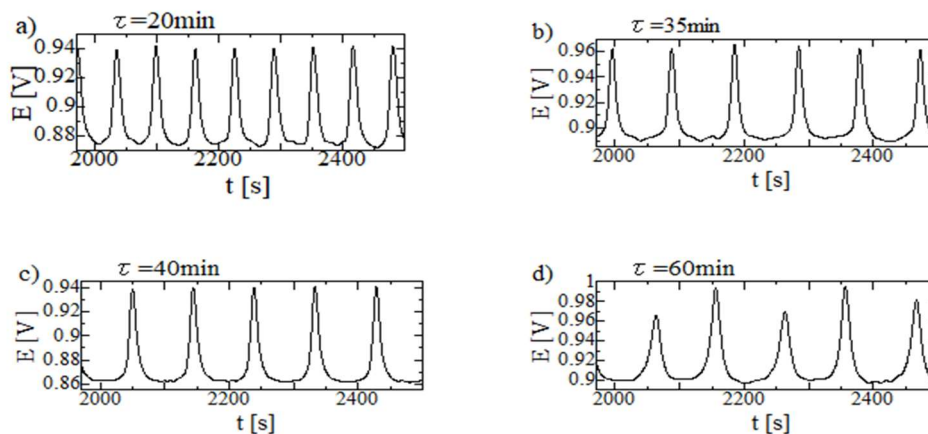 a) τ=20min
0.94
0.92
0.9
0.88
E [V]
2000 2200 2400
t [s]
b) τ=35min
0.96
0.94
0.92
0.9
E [V]
2000 2200 2400
t [s]
c) τ=40min
0.94
0.92
0.9
0.88
0.86
E [V]
2000 2200 2400
t [s]
d) τ=60min
1
0.98
0.96
0.94
0.92
0.9
E [V]
2000 2200 2400
t [s]